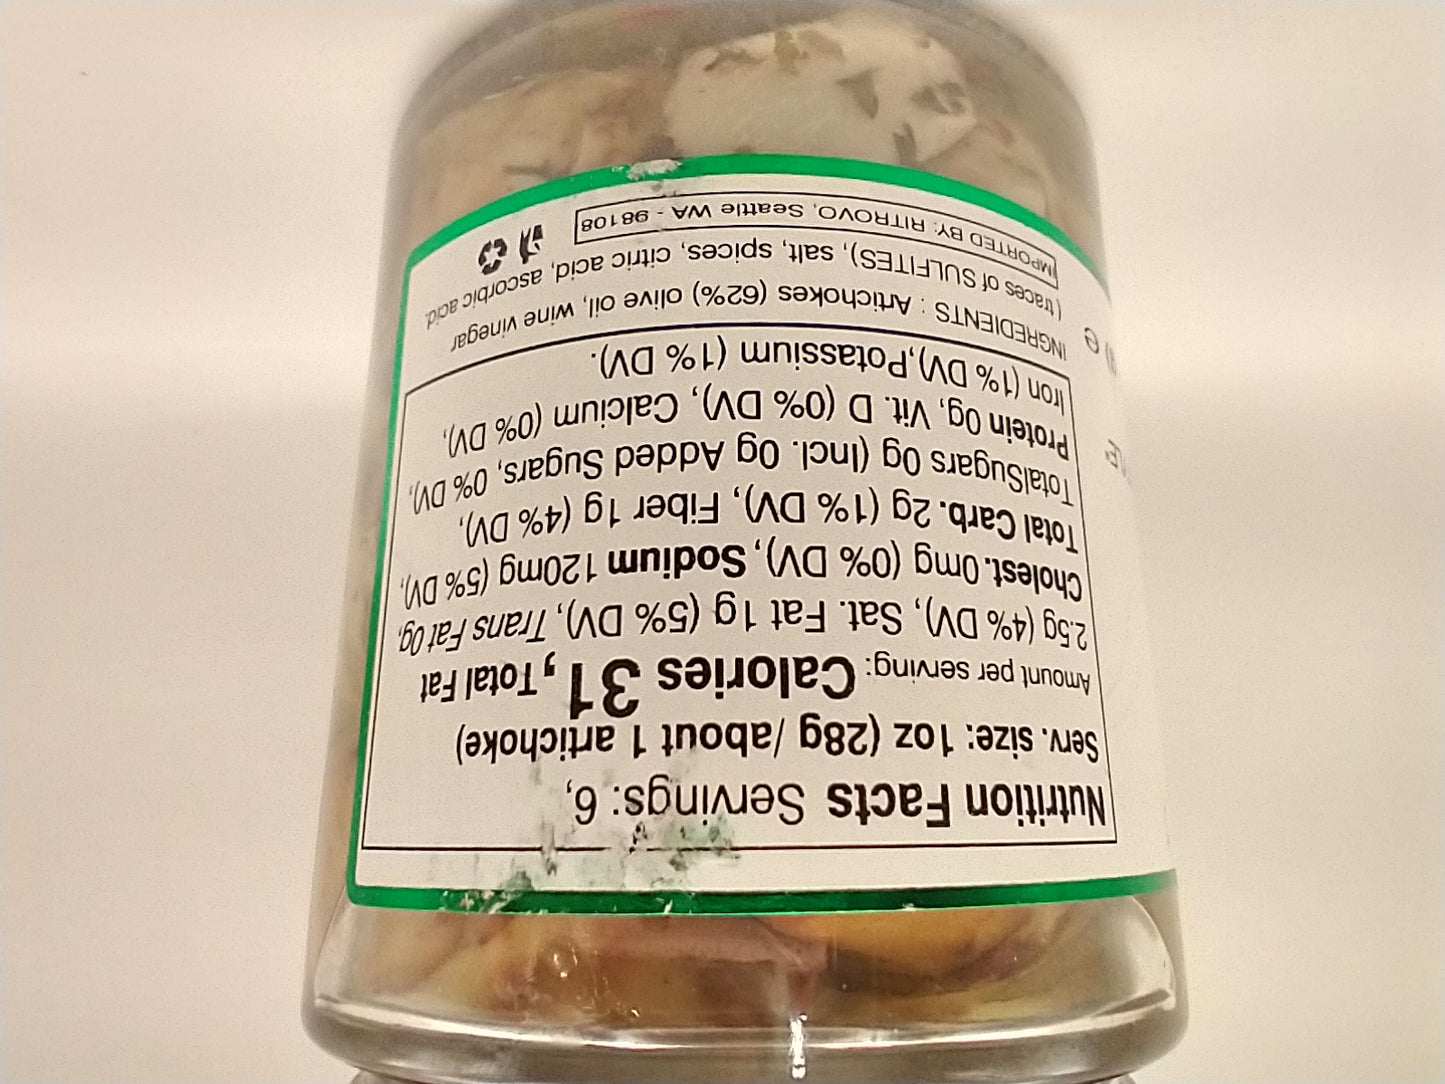 Nutrition Facts Servings: 6,
Serv. size: 1oz (28g /about 1 artichoke)
Amount per serving: Calories 31, Total Fat
2.5g (4% DV), Sat. Fat 1g (5% DV), Trans Fat 0g,
Cholest. 0mg (0% DV), Sodium 120mg (5% DV),
Total Carb. 2g (1% DV), Fiber 1g (4% DV),
TotalSugars 0g (Incl. 0g Added Sugars, 0% DV),
Protein 0g, Vit. D (0% DV), Calcium (0% DV),
Iron (1% DV),Potassium (1% DV).
INGREDIENTS : Artichokes (62%) olive oil, wine vinegar
(traces of SULFITES), salt, spices, citric acid, ascorbic acid.
IMPORTED BY: RITROVO, Seattle WA - 98108
e